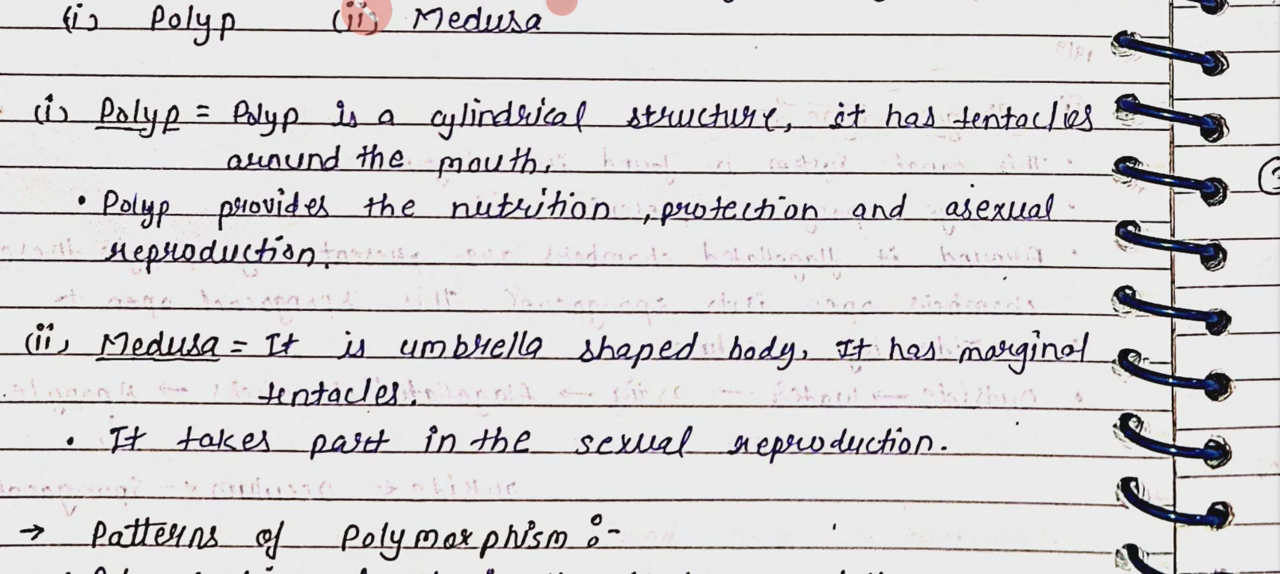 (i) Polyp (ii) Medusa
(i) Polyp = Polyp is a cylindrical structure, it has tentacles
around the mouth.
• Polyp provides the nutrition, protection and asexual
reproduction.
(ii) Medusa = It is umbrella shaped body, It has marginal
tentacles.
• It takes part in the sexual reproduction.
→ Patterns of Polymorphism :-